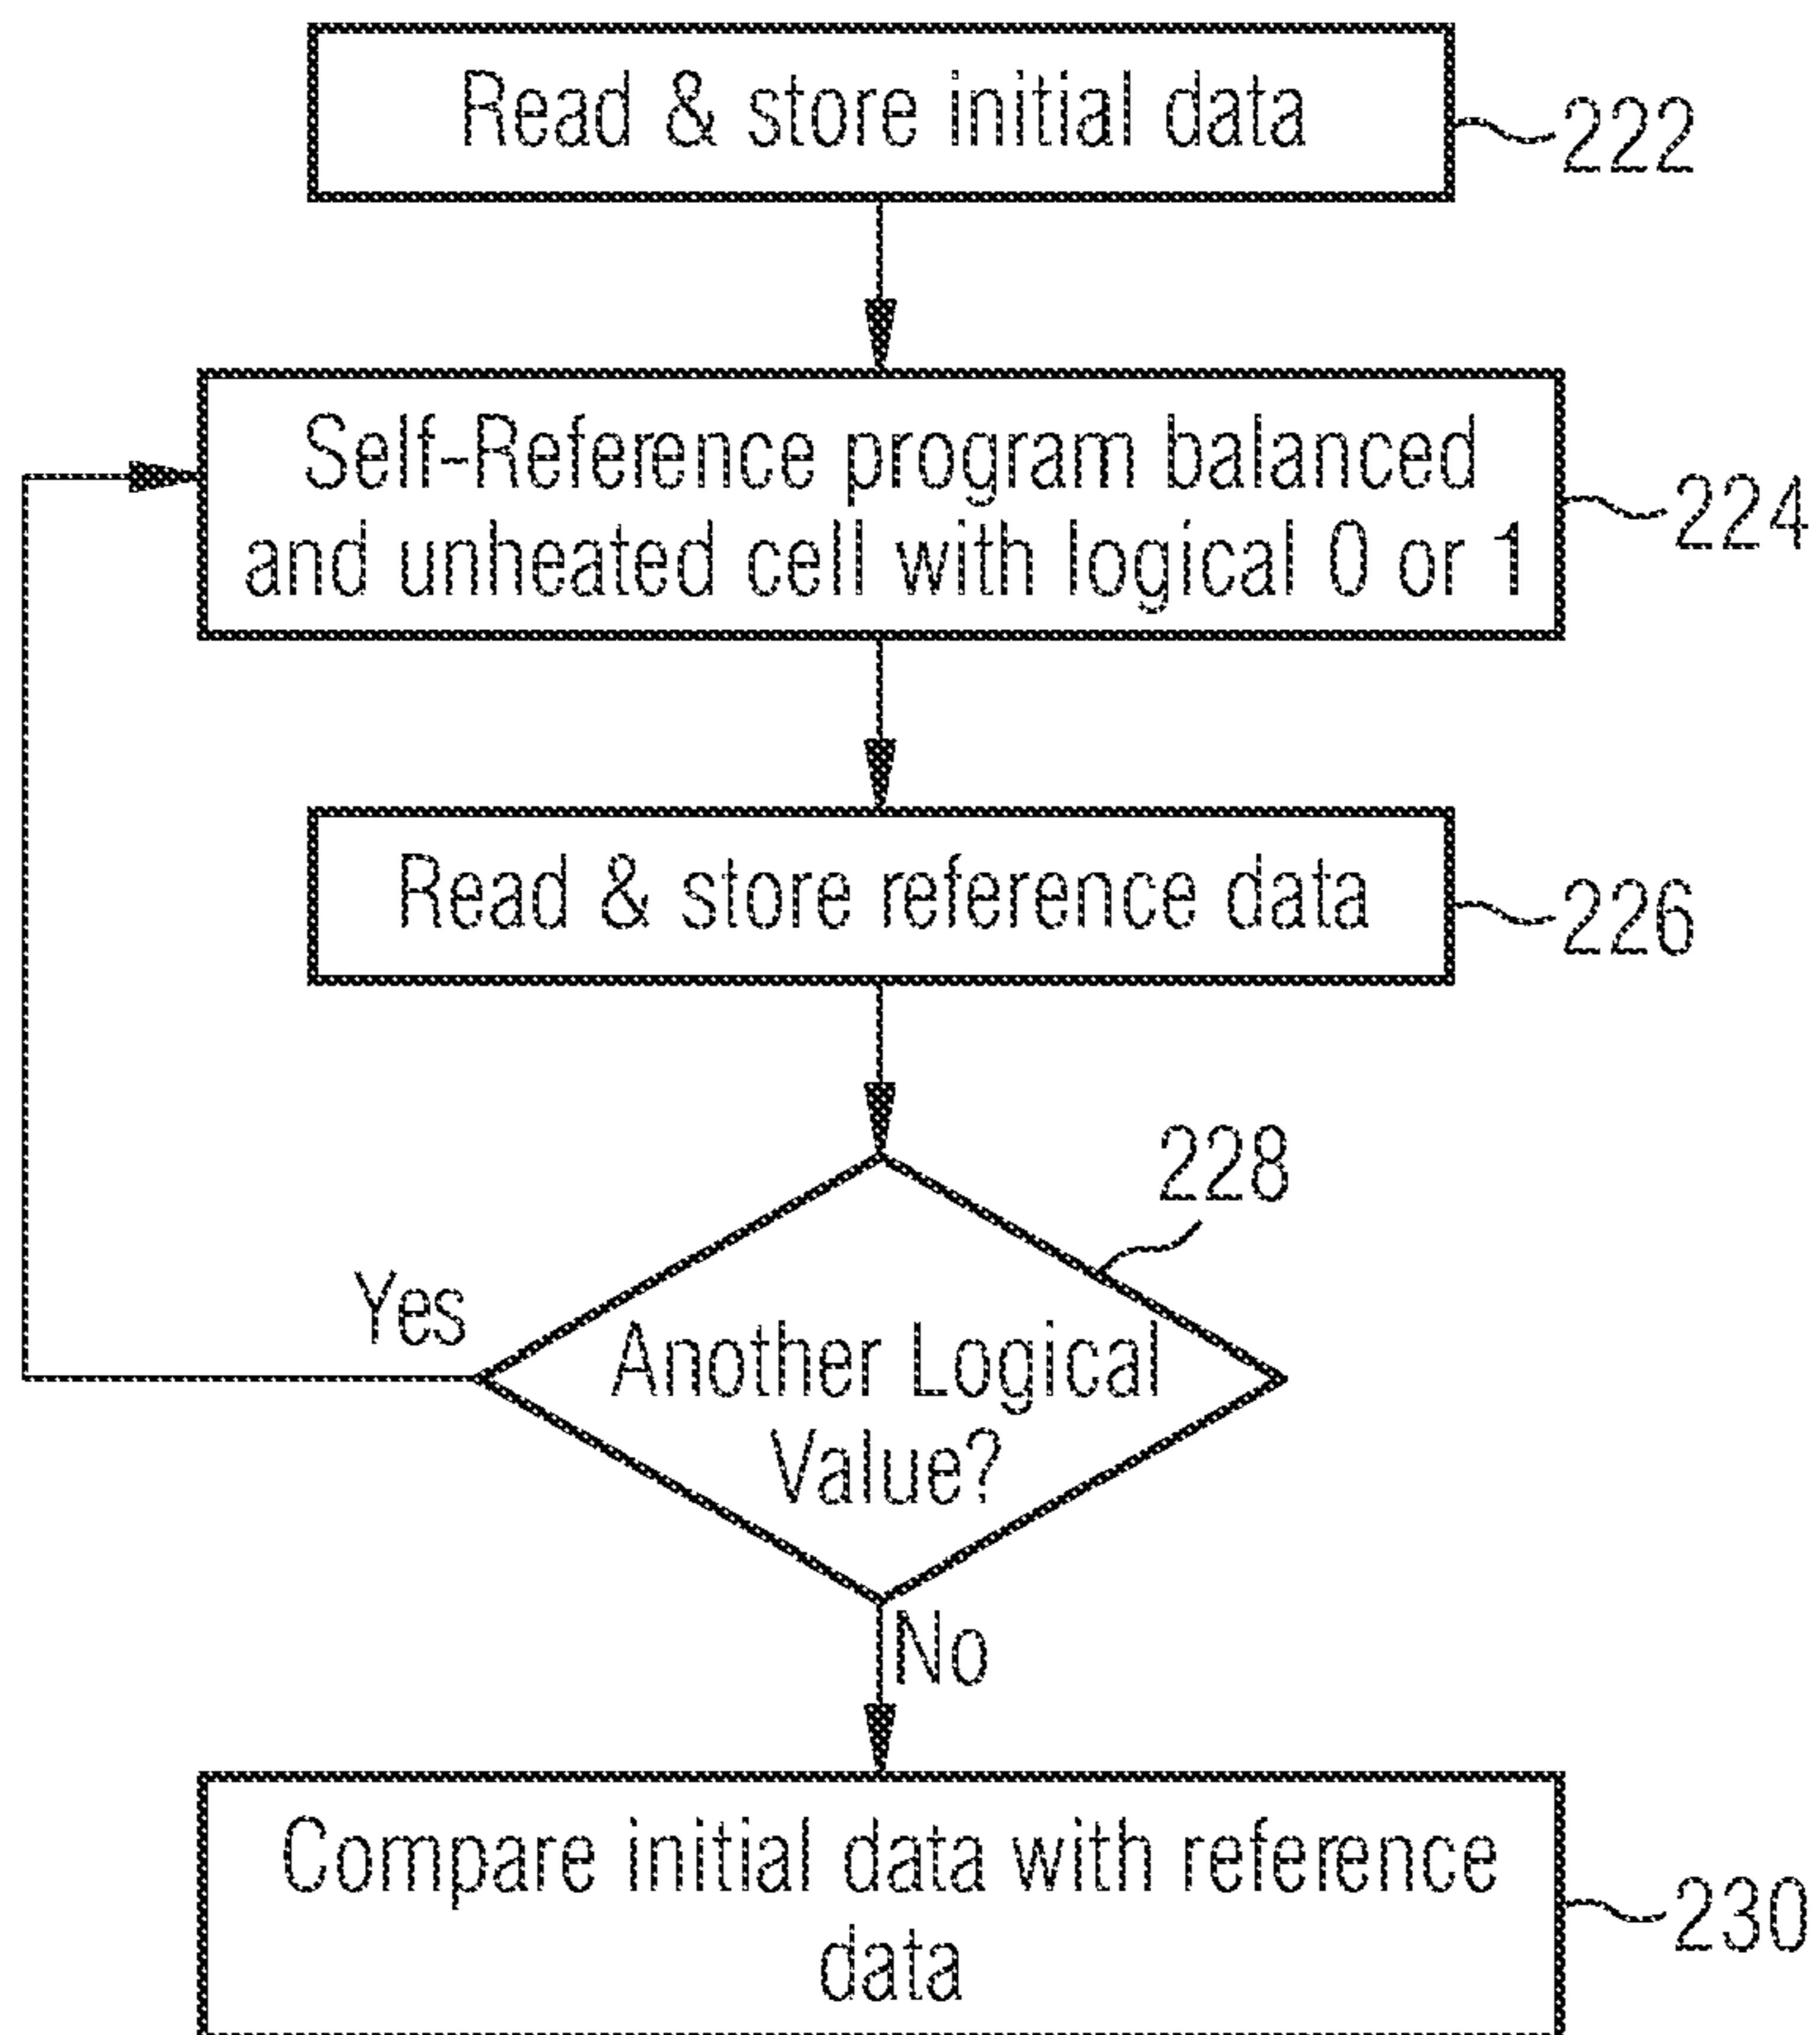 Read & store initial data
222
Self-Reference program balanced
and unheated cell with logical 0 or 1
224
Read & store reference data
226
228
Yes
Another Logical
Value?
No
Compare initial data with reference
data
230